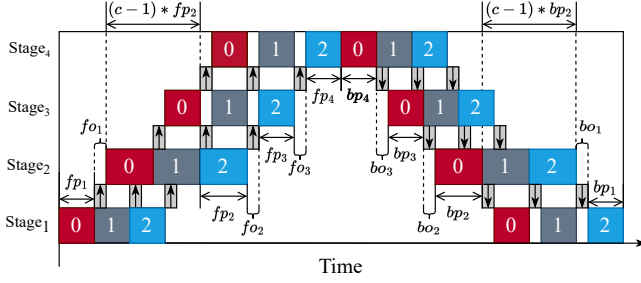 (c − 1) * fp₂ (c − 1) * bp₂
Stage₄ 0 1 2 0 1 2
fp₄ bp₄
Stage₃ 0 1 2 0 1 2
fo₁ fp₃ fo₃ bo₃ bp₃ bo₁
Stage₂ 0 1 2 0 1 2
fp₁ fp₂ fo₂ bo₂ bp₂ bp₁
Stage₁ 0 1 2 0 1 2
Time